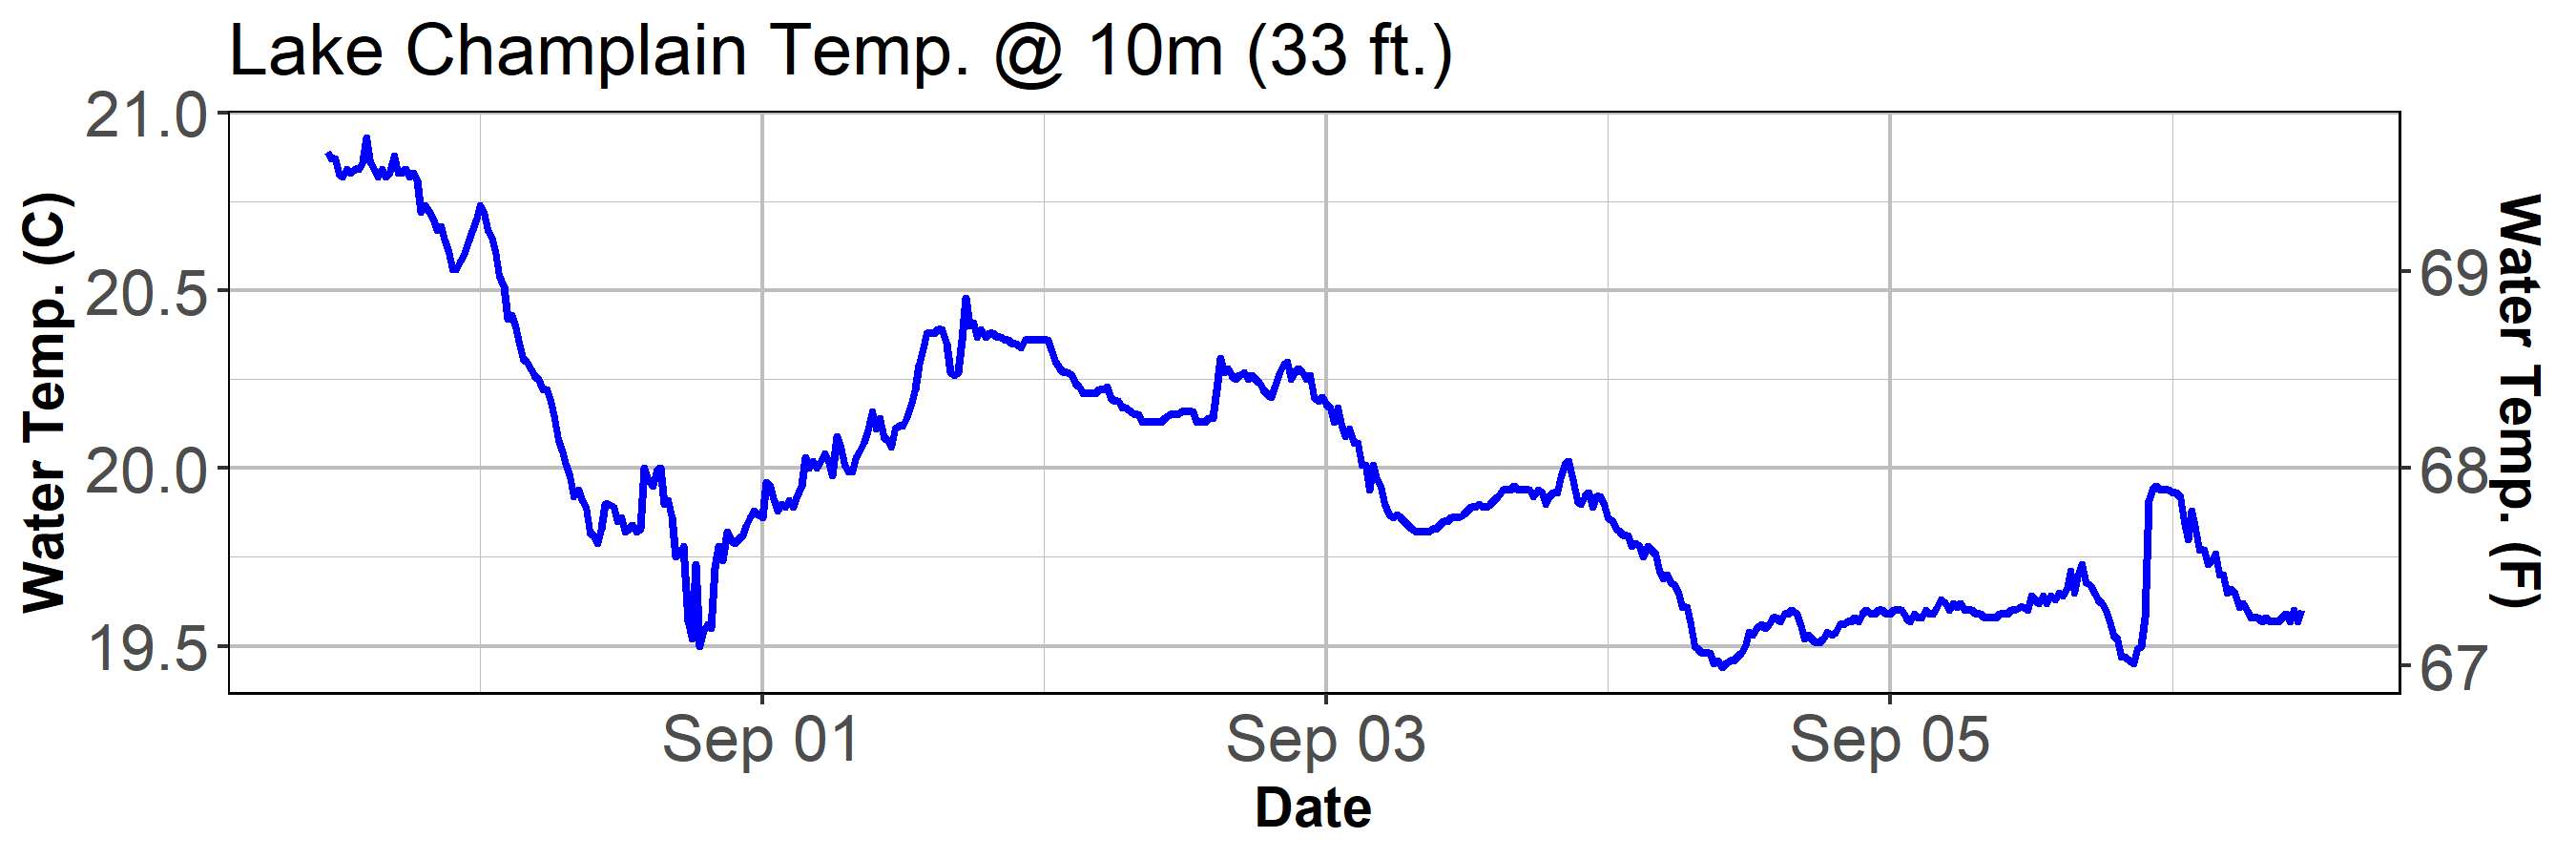 Lake Champlain Temp. @ 10m (33 ft.)
21.0
20.5
20.0
19.5
Water Temp. (C)
69
68
67
Water Temp. (F)
Sep 01
Sep 03
Sep 05
Date